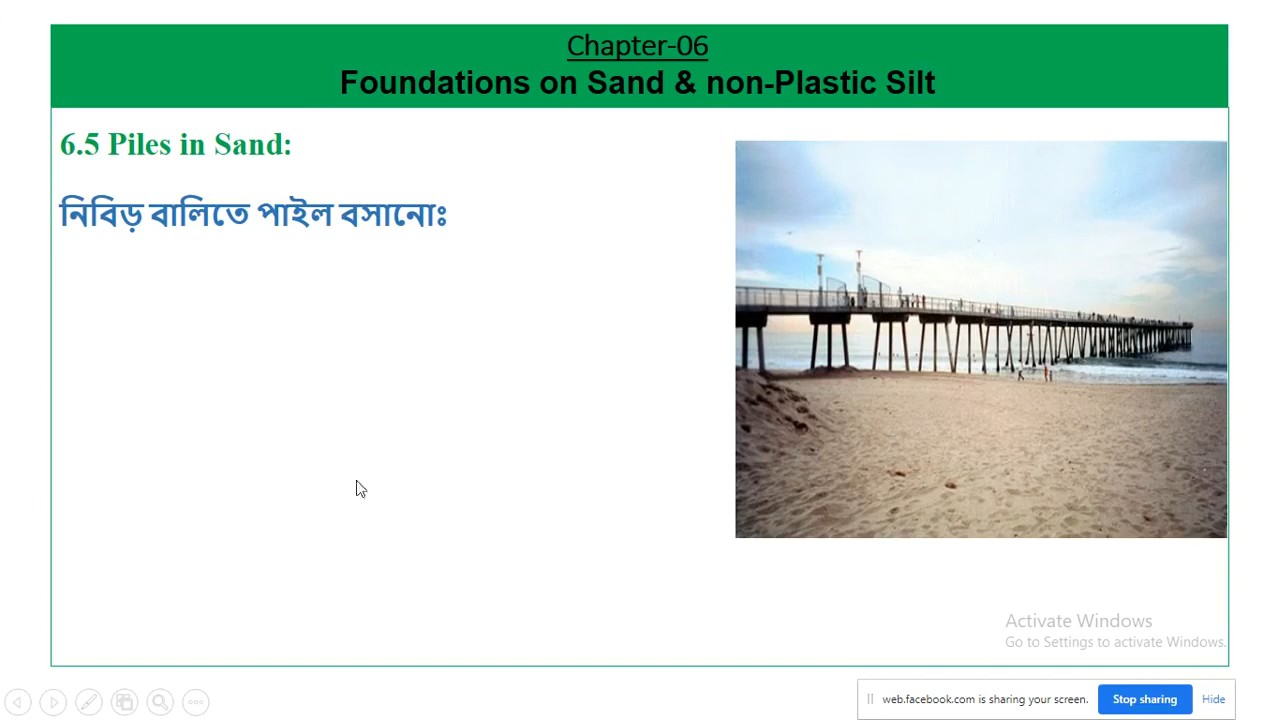 Chapter-06
Foundations on Sand & non-Plastic Silt
6.5 Piles in Sand:
নিবিড় বালিতে পাইল বসানোঃ
Activate Windows
Go to Settings to activate Windows.
web.facebook.com is sharing your screen. Stop sharing Hide